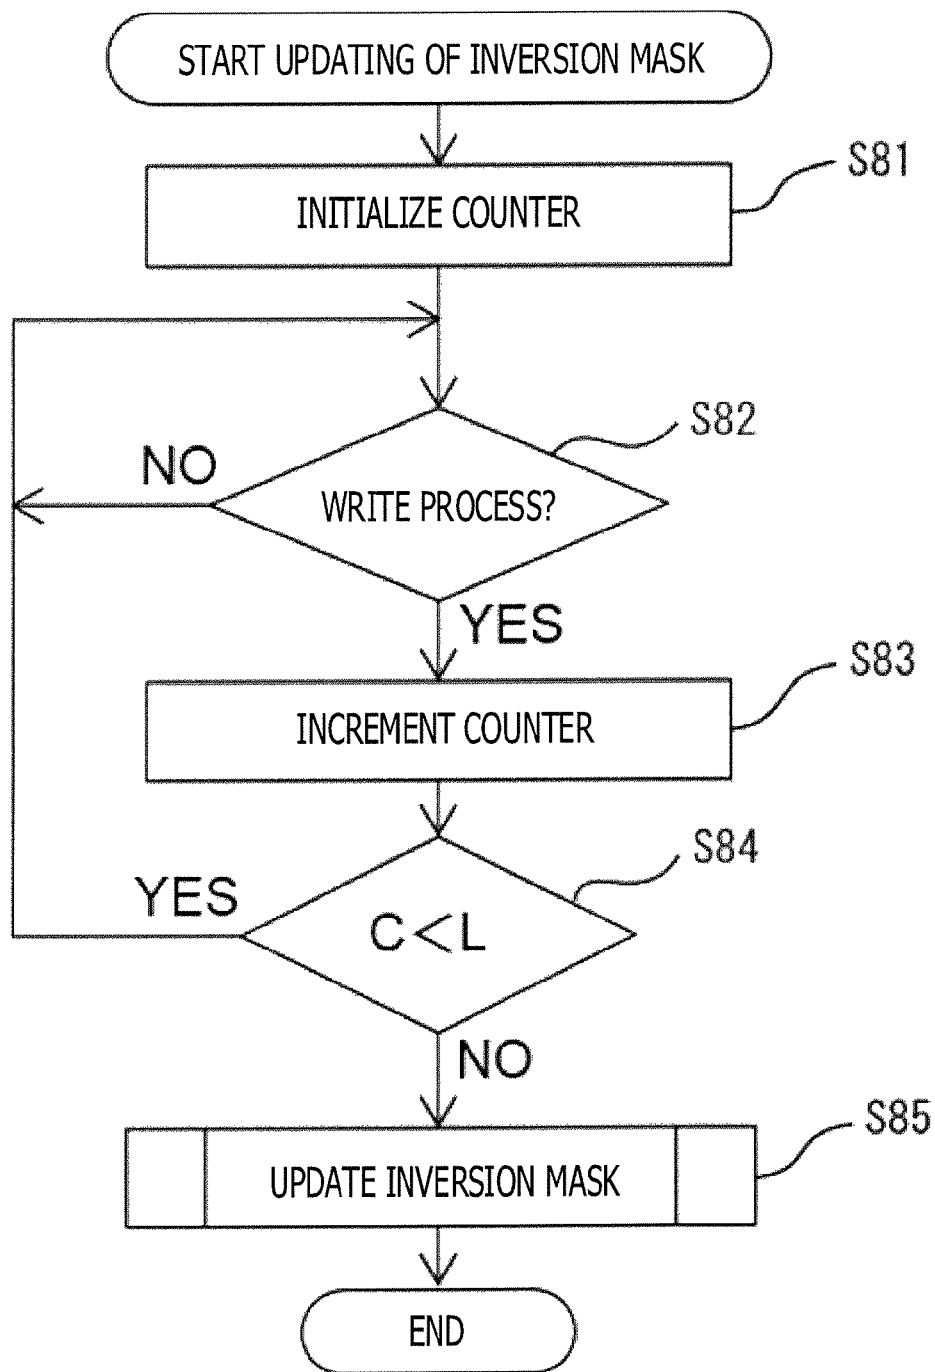 START UPDATING OF INVERSION MASK
S81
INITIALIZE COUNTER
S82
NO
WRITE PROCESS?
YES
S83
INCREMENT COUNTER
S84
YES
C<L
NO
S85
UPDATE INVERSION MASK
END